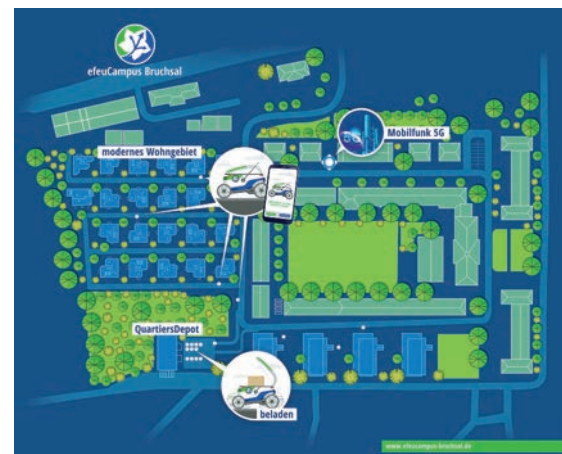 efeuCampus Bruchsal
Mobilfunk 5G
modernes Wohngebiet
QuartiersDepot
beladen
www.efeucampus-bruchsal.de